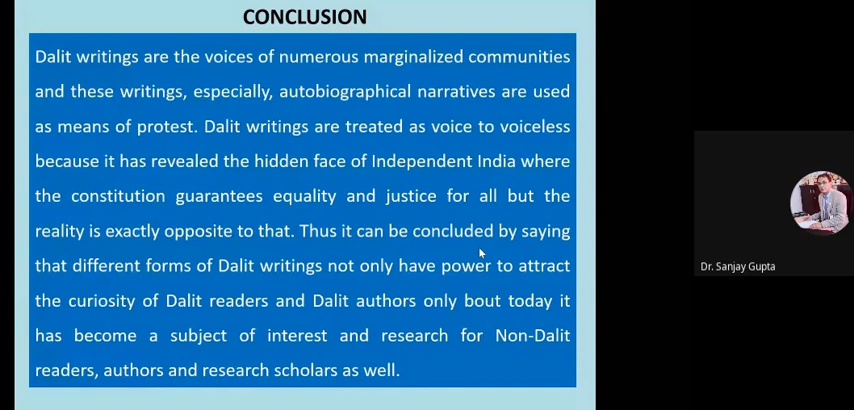 CONCLUSION
Dalit writings are the voices of numerous marginalized communities
and these writings, especially, autobiographical narratives are used
as means of protest. Dalit writings are treated as voice to voiceless
because it has revealed the hidden face of Independent India where
the constitution guarantees equality and justice for all but the
reality is exactly opposite to that. Thus it can be concluded by saying
that different forms of Dalit writings not only have power to attract
the curiosity of Dalit readers and Dalit authors only bout today it
has become a subject of interest and research for Non-Dalit
readers, authors and research scholars as well.
Dr. Sanjay Gupta